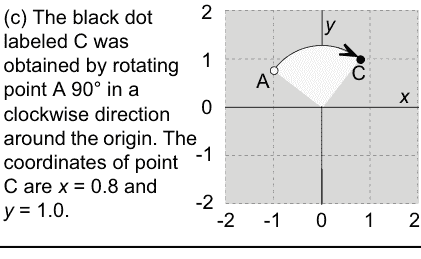 (c) The black dot
labeled C was
obtained by rotating
point A 90° in a
clockwise direction
around the origin. The
coordinates of point
C are x = 0.8 and
y = 1.0.
2
1
0
-1
-2
y
A
C
x
-2 -1 0 1 2